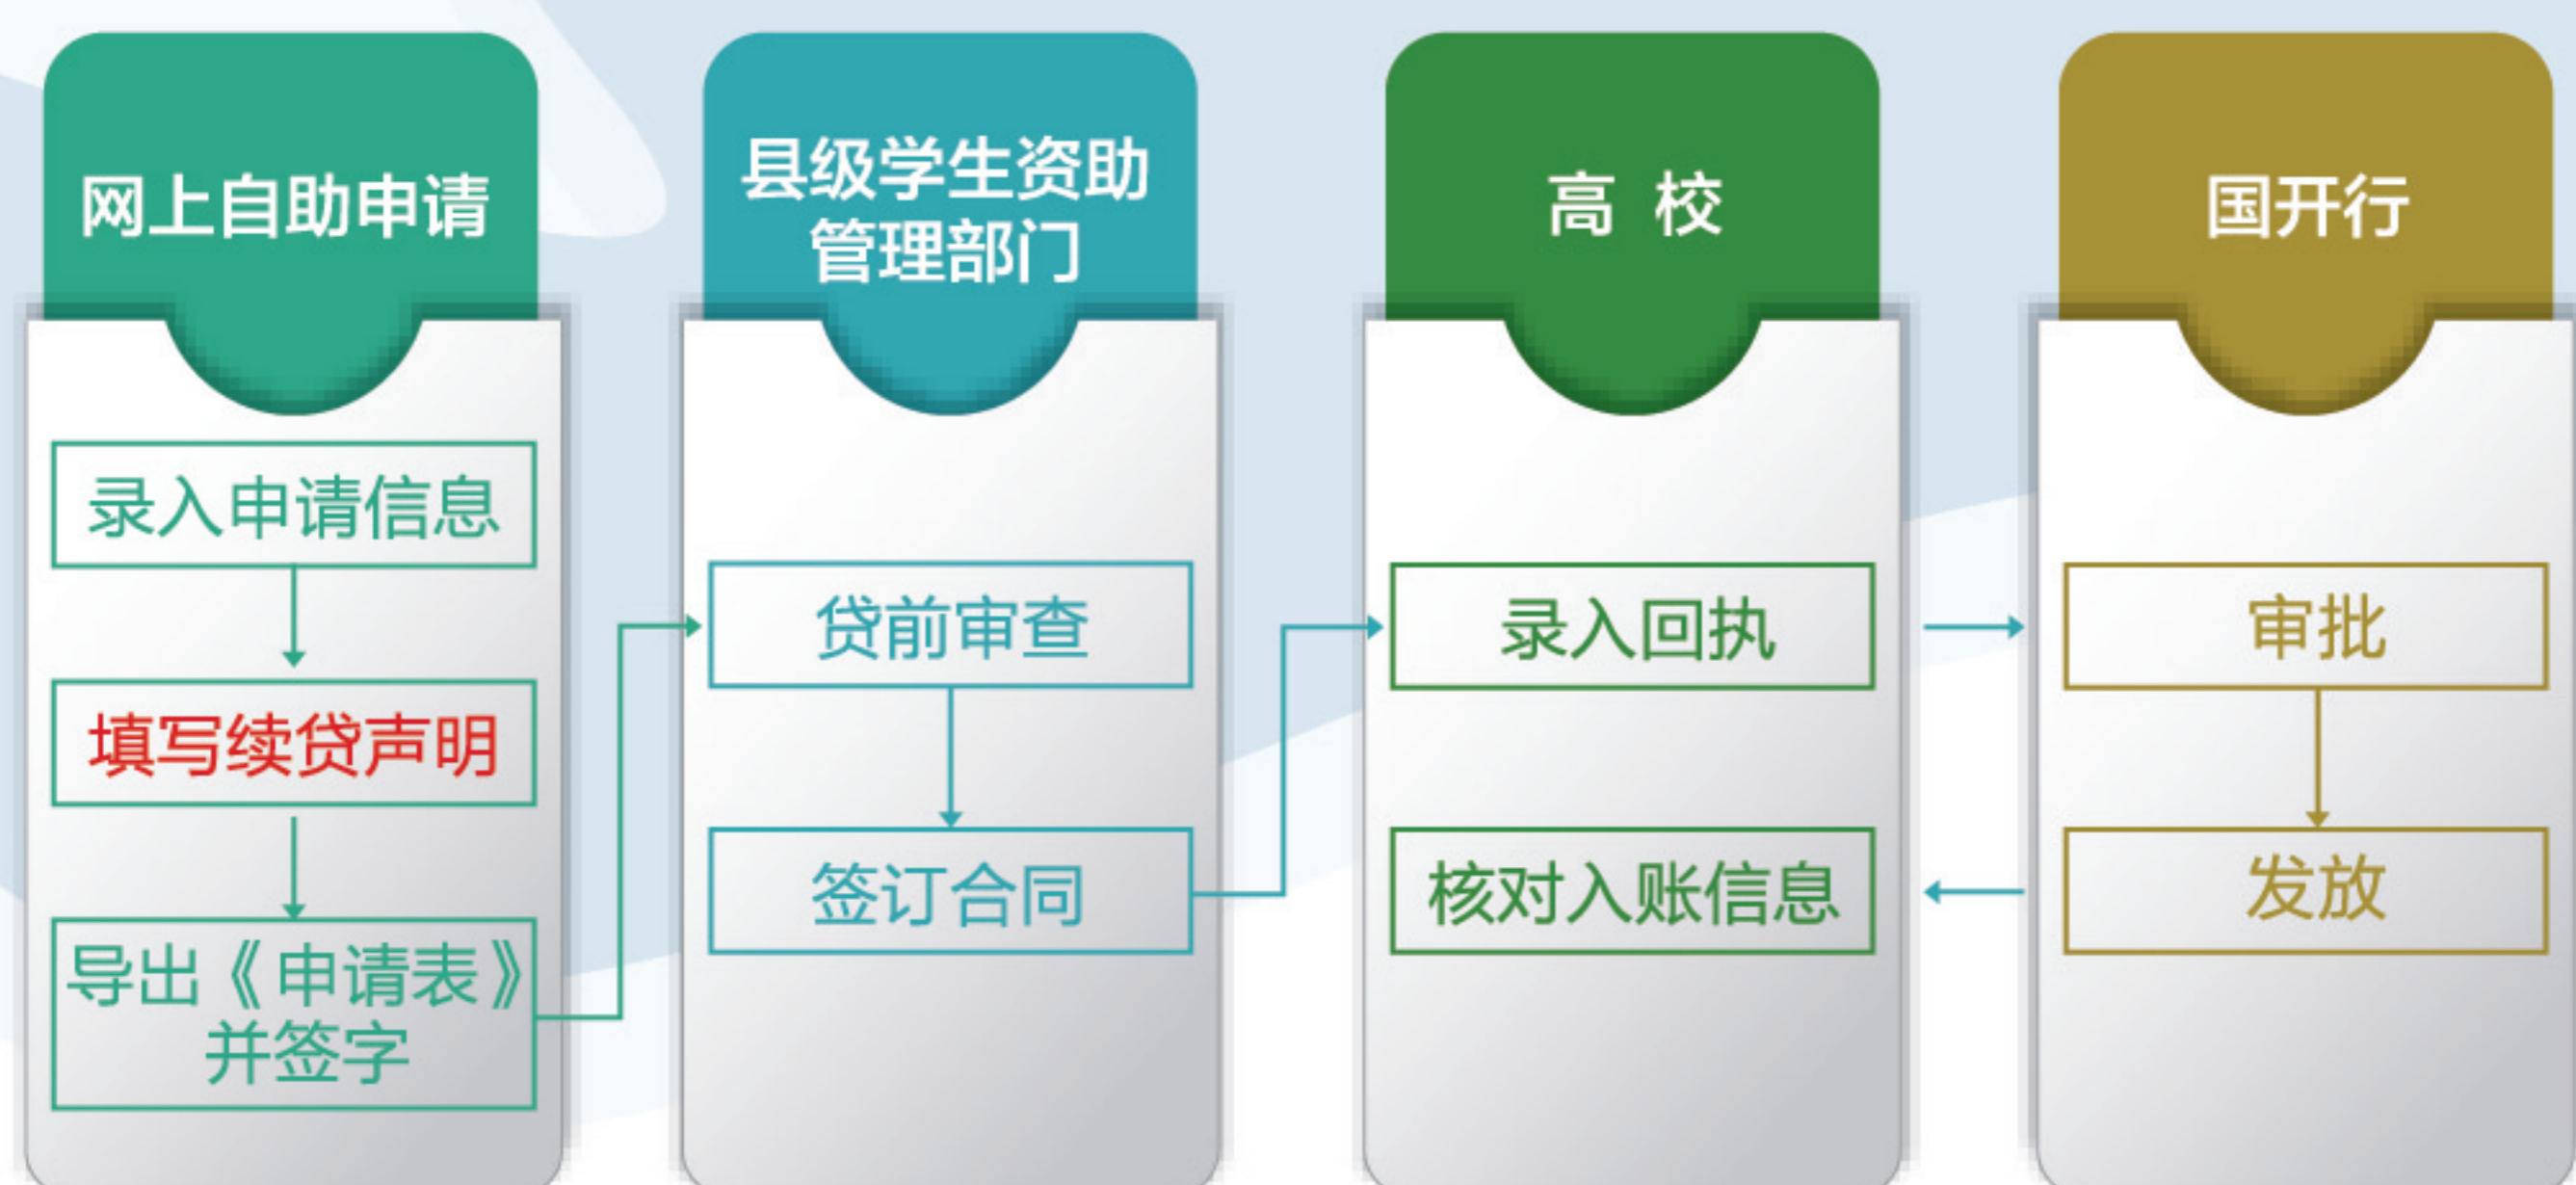 网上自助申请
录入申请信息
填写续贷声明
导出《申请表》
并签字
县级学生资助
管理部门
贷前审查
签订合同
高 校
录入回执
核对入账信息
国开行
审批
发放